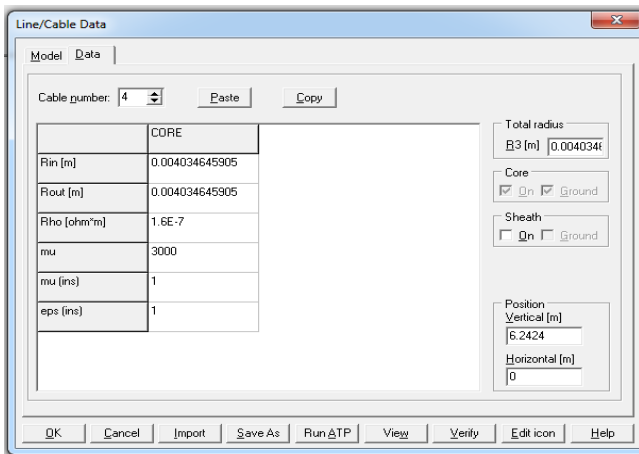 Line/Cable Data
Model Data
Cable number: 4 Paste Copy
CORE
Rin [m] 0.004034645905
Rout [m] 0.004034645905
Rho [ohm*m] 1.6E-7
mu 3000
mu (ins) 1
eps (ins) 1
Total radius
R3 [m] 0.004034
Core
On Ground
Sheath
On Ground
Position
Vertical [m]
6.2424
Horizontal [m]
0
OK Cancel Import Save As Run ATP View Verify Edit icon Help